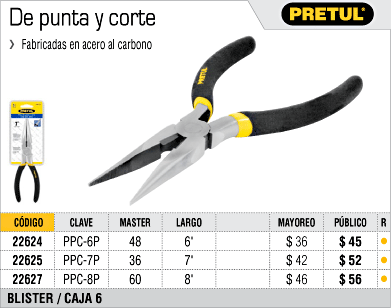 De punta y corte
PRETUL®
❯ Fabricadas en acero al carbono
PRETUL
7"
CÓDIGO CLAVE MASTER LARGO MAYOREO PÚBLICO R
22624 PPC-6P 48 6" $ 36 $ 45 ●
22625 PPC-7P 36 7" $ 42 $ 52 ●
22627 PPC-8P 60 8" $ 46 $ 56 ●
BLISTER / CAJA 6